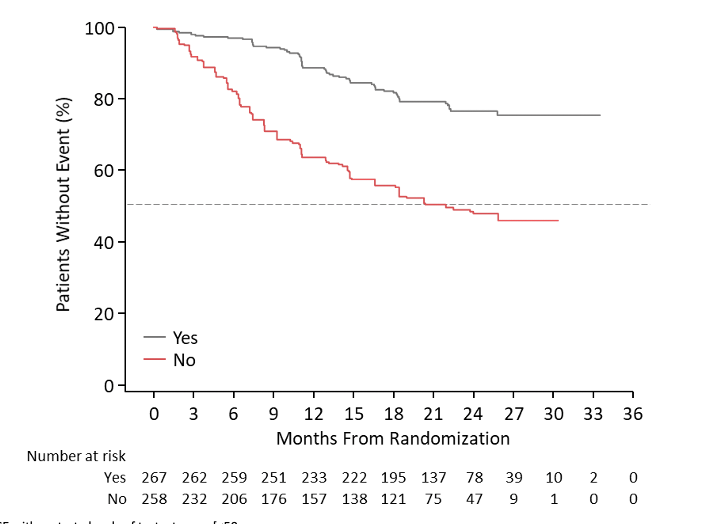 Patients Without Event (%)
100
80
60
40
20
0
Yes
No
0 3 6 9 12 15 18 21 24 27 30 33 36
Months From Randomization
Number at risk
Yes 267 262 259 251 233 222 195 137 78 39 10 2 0
No 258 232 206 176 157 138 121 75 47 9 1 0 0